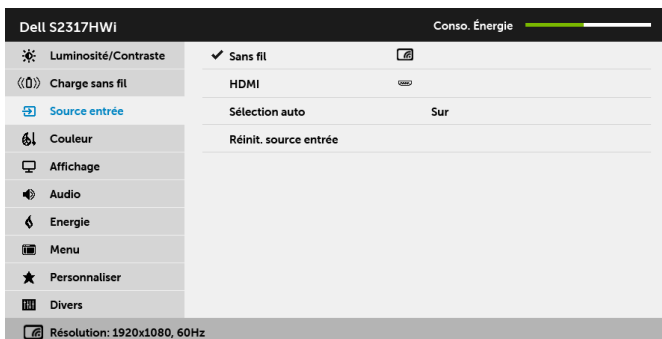 Dell S2317HWi
Conso. Énergie
Luminosité/Contraste
Sans fil
Charge sans fil
HDMI
Source entrée
Sélection auto Sur
Couleur
Réinit. source entrée
Affichage
Audio
Energie
Menu
Personnaliser
Divers
Résolution: 1920x1080, 60Hz